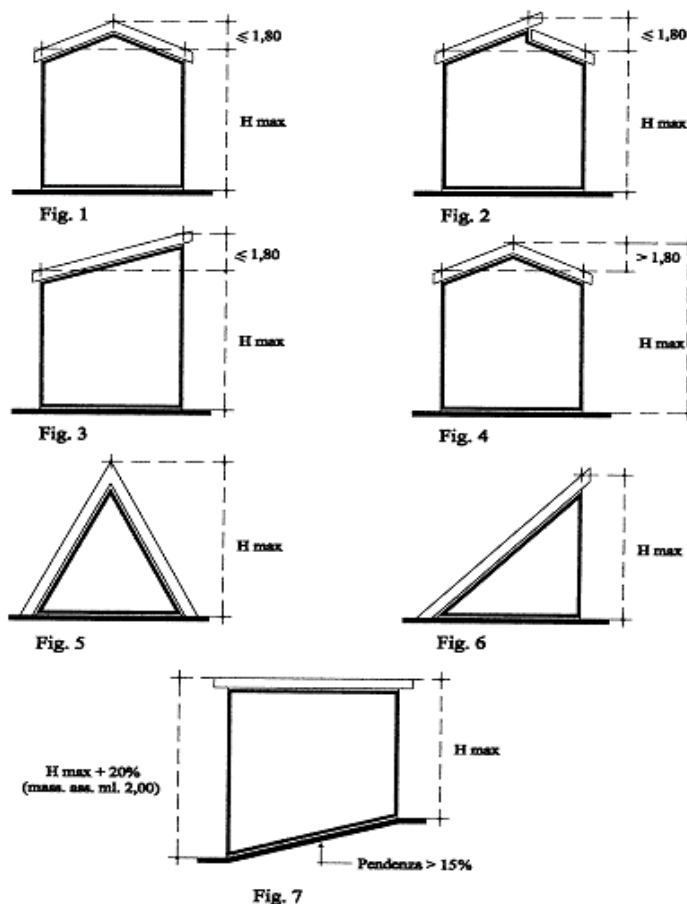 ≤ 1,80
H max
Fig. 1
≤ 1,80
H max
Fig. 2
≤ 1,80
H max
Fig. 3
> 1,80
H max
Fig. 4
H max
Fig. 5
H max
Fig. 6
H max + 20%
(mass. ass. ml. 2,00)
H max
Pendenza > 15%
Fig. 7